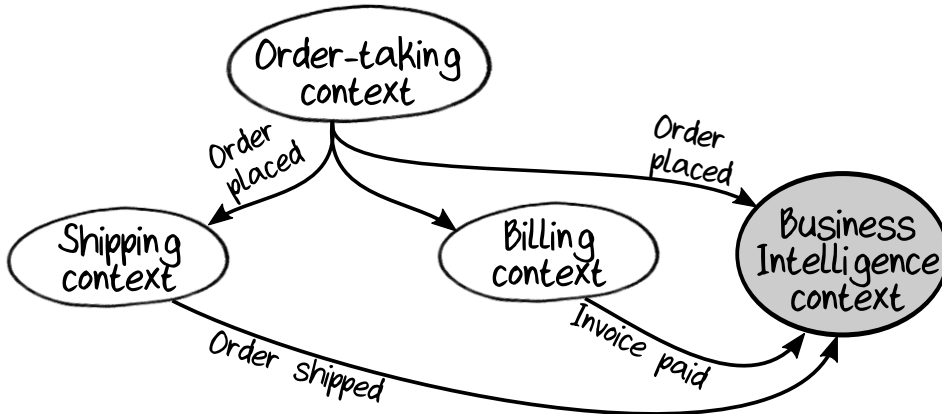 Order-taking
context
Order
placed
Order
placed
Shipping
context
Billing
context
Business
Intelligence
context
Order shipped
Invoice paid